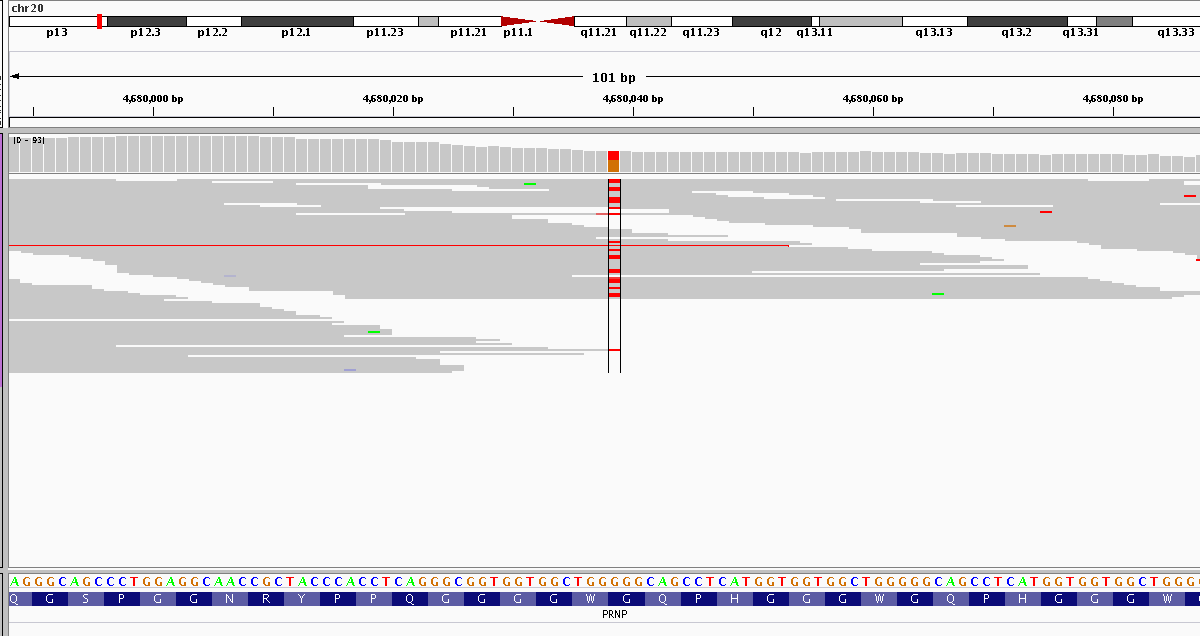 chr20
p13 p12.3 p12.2 p12.1 p11.23 p11.21 p11.1 q11.21 q11.22 q11.23 q12 q13.11 q13.13 q13.2 q13.31 q13.33
101 bp
4,680,000 bp 4,680,020 bp 4,680,040 bp 4,680,060 bp 4,680,080 bp
[0 - 93]
AGGGCAGCCCTGGAGGCAACCGCTACCCACCTCAGGGCGGTGGTGGCTGGGGGCAGCCTCATGGTGGTGGCTGGGGGCAGCCTCATGGTGGTGGCTGGG
Q G S P G G N R Y P P Q G G G G W G Q P H G G G W G Q P H G G G W
PRNP